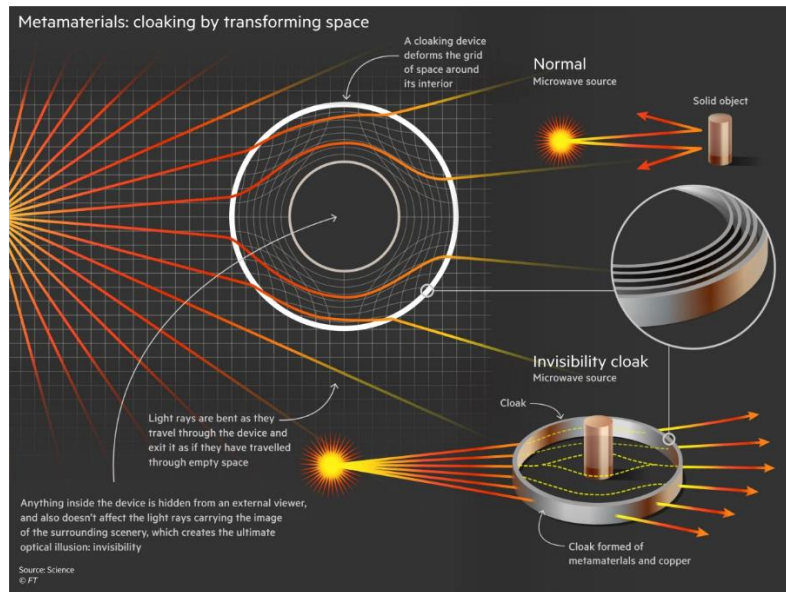 Metamaterials: cloaking by transforming space
A cloaking device
deforms the grid
of space around
its interior
Normal
Microwave source
Solid object
Light rays are bent as they
travel through the device and
exit it as if they have travelled
through empty space
Invisibility cloak
Microwave source
Cloak
Anything inside the device is hidden from an external viewer,
and also doesn't affect the light rays carrying the image
of the surrounding scenery, which creates the ultimate
optical illusion: invisibility
Cloak formed of
metamaterlals and copper
Source: Science
© FT